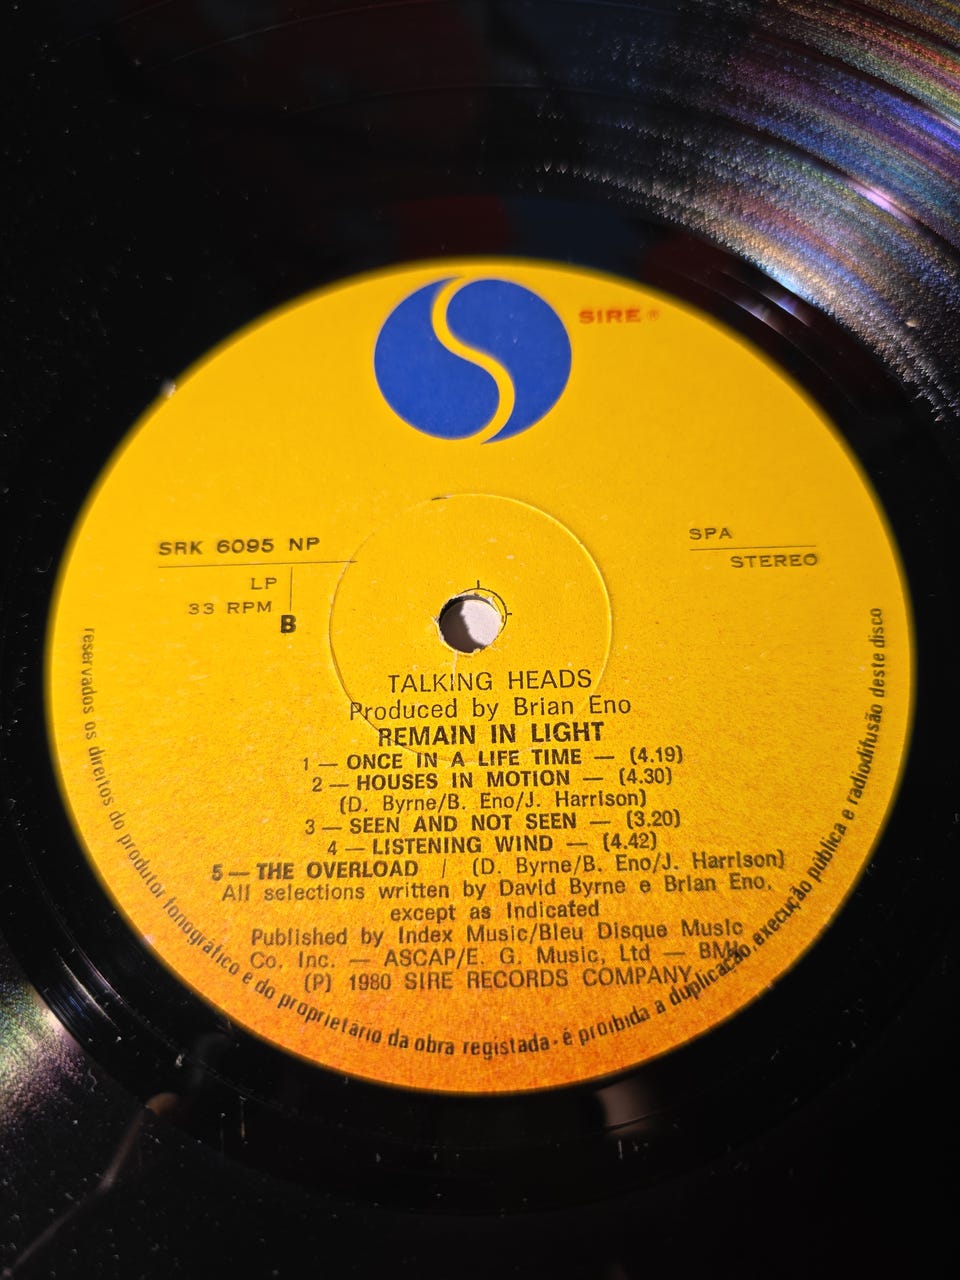 SIRE ®
SRK 6095 NP
LP
33 RPM
B
SPA
STEREO
TALKING HEADS
Produced by Brian Eno
REMAIN IN LIGHT
1 — ONCE IN A LIFE TIME — (4.19)
2 — HOUSES IN MOTION — (4.30)
(D. Byrne/B. Eno/J. Harrison)
3 — SEEN AND NOT SEEN — (3.20)
4 — LISTENING WIND — (4.42)
5 — THE OVERLOAD / (D. Byrne/B. Eno/J. Harrison)
All selections written by David Byrne e Brian Eno.
except as Indicated
Published by Index Music/Bleu Disque Music
Co. Inc. — ASCAP/E. G. Music, Ltd — BMI.
(P) 1980 SIRE RECORDS COMPANY
reservados os direitos do produtor fonográfico e do proprietário da obra registada - é proibida a duplicação, execução pública e radiodifusão deste disco